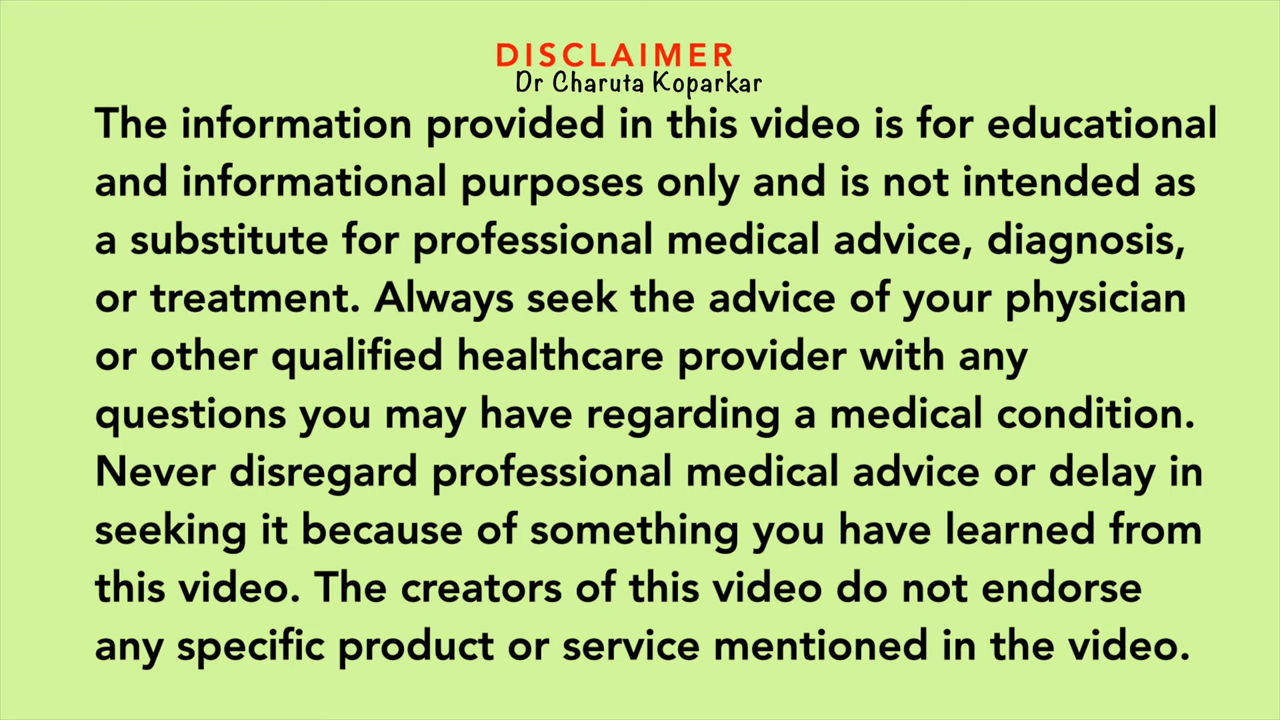 DISCLAIMER
Dr Charuta Koparkar
The information provided in this video is for educational
and informational purposes only and is not intended as
a substitute for professional medical advice, diagnosis,
or treatment. Always seek the advice of your physician
or other qualified healthcare provider with any
questions you may have regarding a medical condition.
Never disregard professional medical advice or delay in
seeking it because of something you have learned from
this video. The creators of this video do not endorse
any specific product or service mentioned in the video.